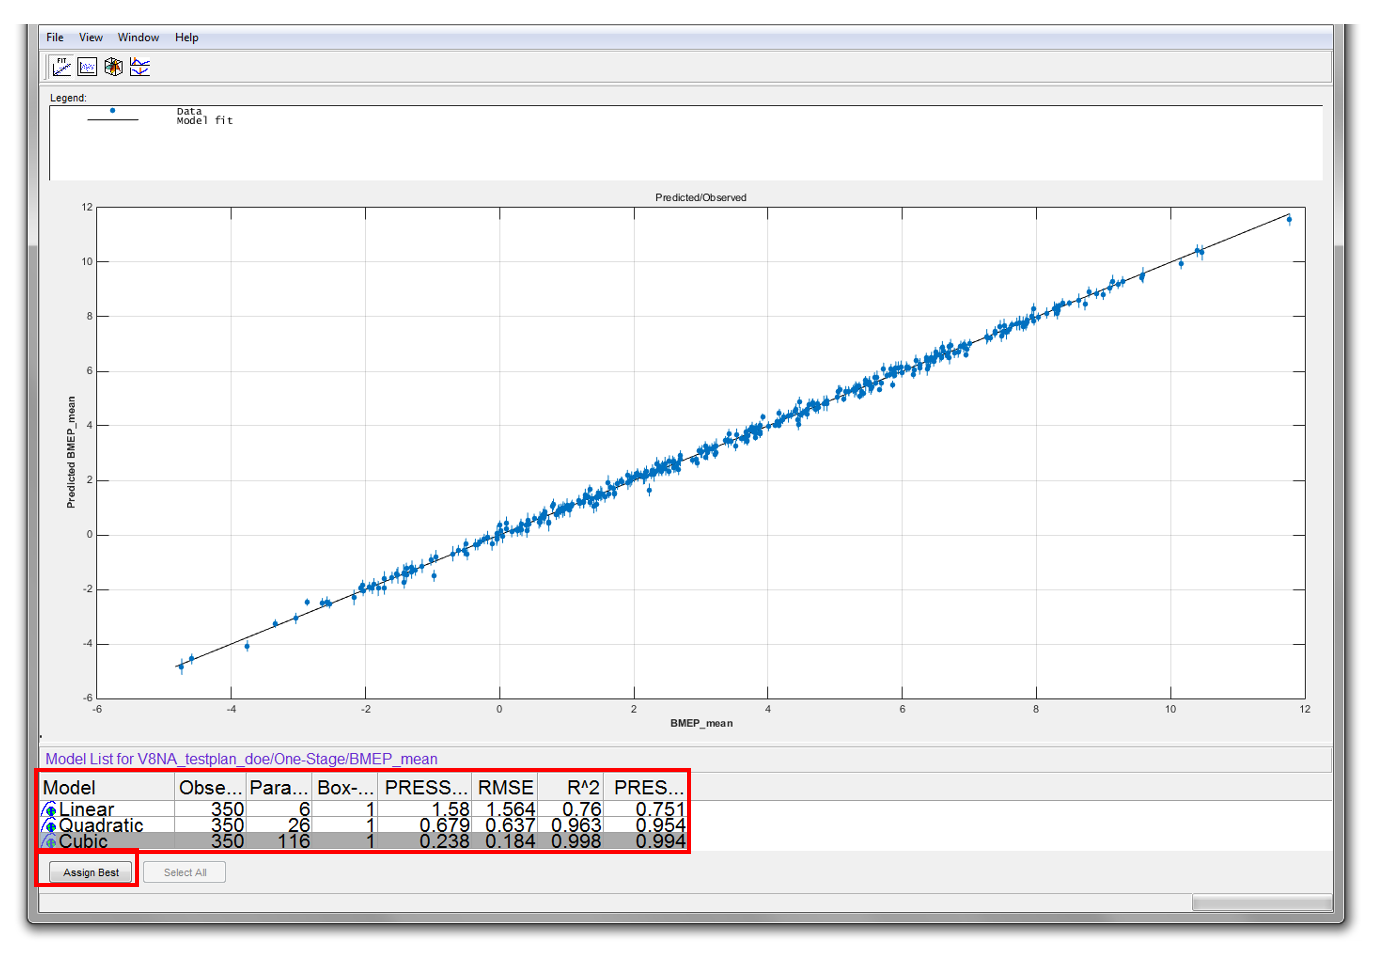 File View Window Help
FIT
Legend:
Data
Model fit
Predicted/Observed
12
10
8
6
4
2
0
-2
-4
-6
Predicted BMEP_mean
-6 -4 -2 0 2 4 6 8 10 12
BMEP_mean
Model List for V8NA_testplan_doe/One-Stage/BMEP_mean
Model Obse... Para... Box-... PRESS... RMSE R^2 PRES...
Linear 350 6 1 1.58 1.564 0.76 0.751
Quadratic 350 26 1 0.679 0.637 0.963 0.954
Cubic 350 116 1 0.238 0.184 0.998 0.994
Assign Best Select All